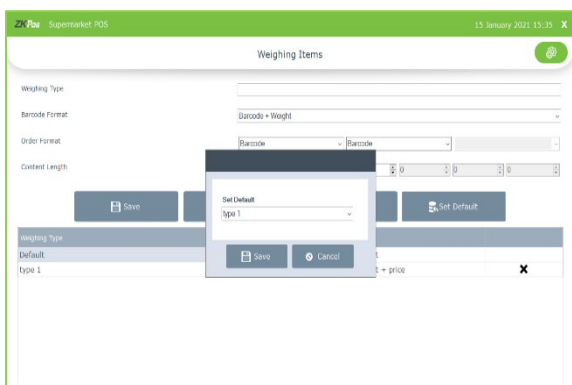 ZKPos Supermarket POS 15 January 2021 15:35 X
Weighing Items
Weighing Type
Barcode Format Barcode + Weight
Order Format Barcode Barcode
Content Length 0 0 0
Save Set Default
Set Default
type 1
Save Cancel
Weighing Type
Default t
type 1 t + price